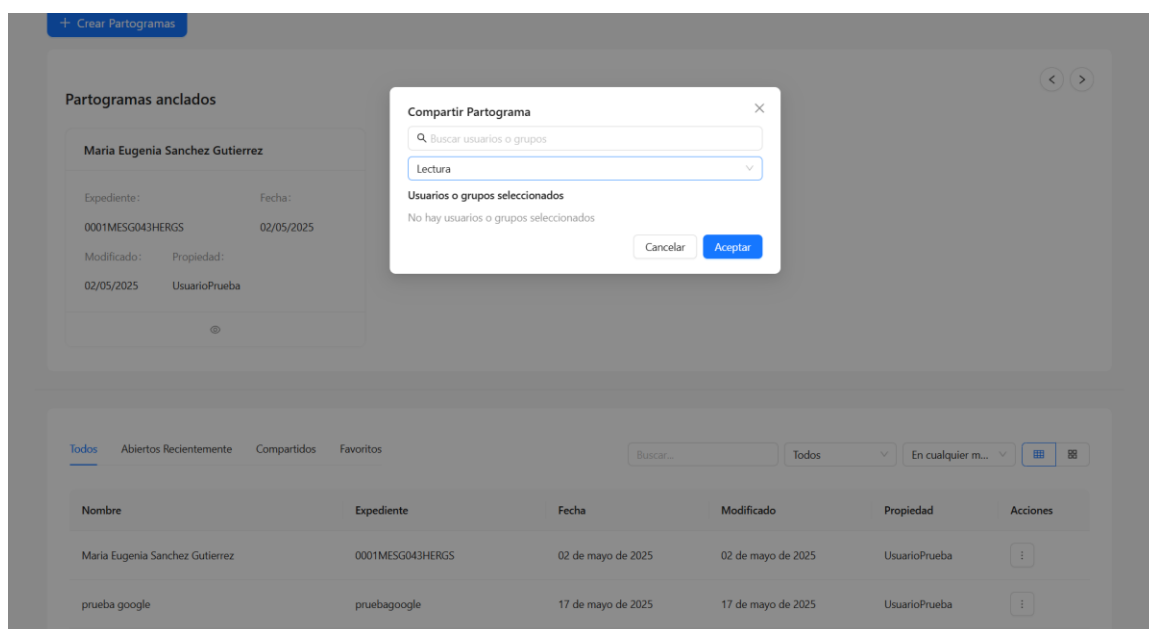 + Crear Partogramas
Partogramas anclados
Maria Eugenia Sanchez Gutierrez
Expediente: Fecha:
0001MESG043HERGS 02/05/2025
Modificado: Propiedad:
02/05/2025 UsuarioPrueba
Compartir Partograma
Buscar usuarios o grupos
Lectura
Usuarios o grupos seleccionados
No hay usuarios o grupos seleccionados
Cancelar Aceptar
Todos Abiertos Recientemente Compartidos Favoritos Buscar... Todos En cualquier m...
Nombre Expediente Fecha Modificado Propiedad Acciones
Maria Eugenia Sanchez Gutierrez 0001MESG043HERGS 02 de mayo de 2025 02 de mayo de 2025 UsuarioPrueba
prueba google pruebagoogle 17 de mayo de 2025 17 de mayo de 2025 UsuarioPrueba